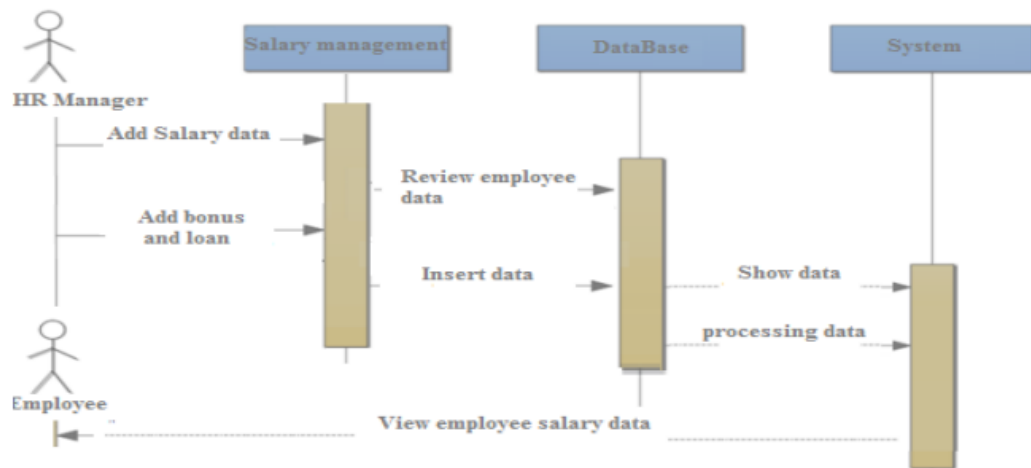 Salary management
DataBase
System
HR Manager
Add Salary data
Review employee
data
Add bonus
and loan
Insert data
Show data
processing data
Employee
View employee salary data